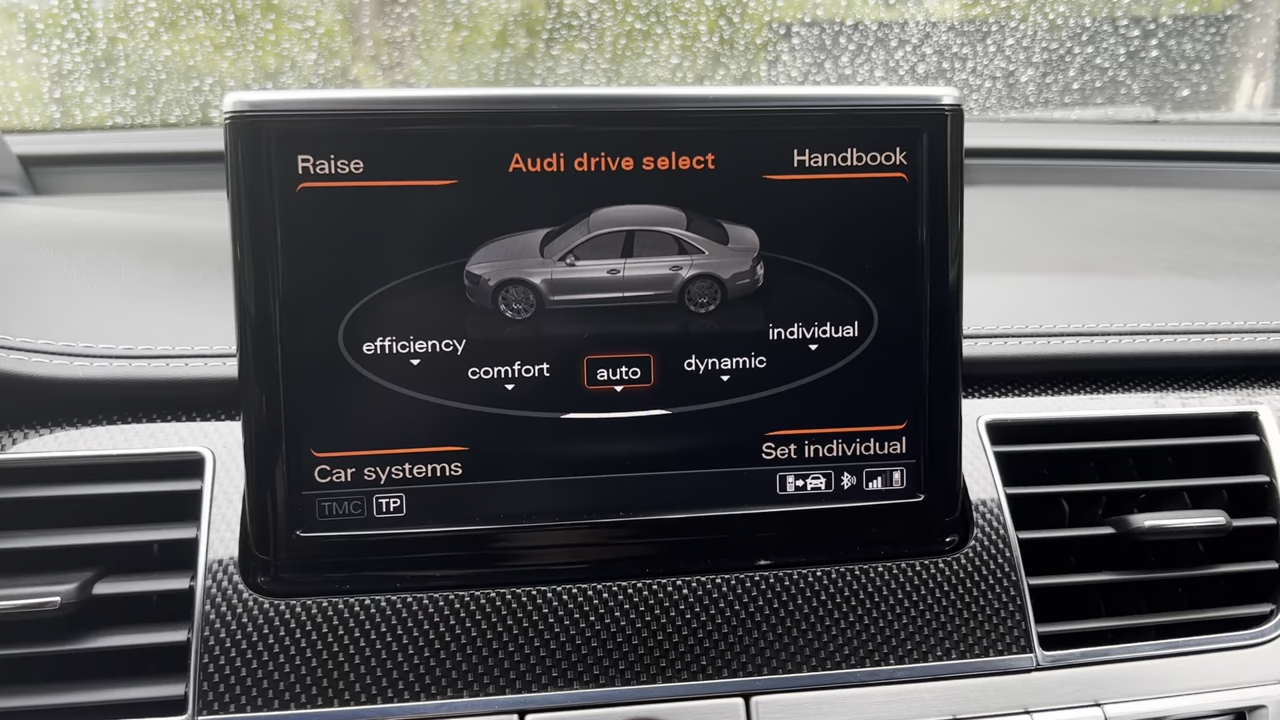 Raise
Audi drive select
Handbook
efficiency
comfort
auto
dynamic
individual
Car systems
Set individual
TMC
TP